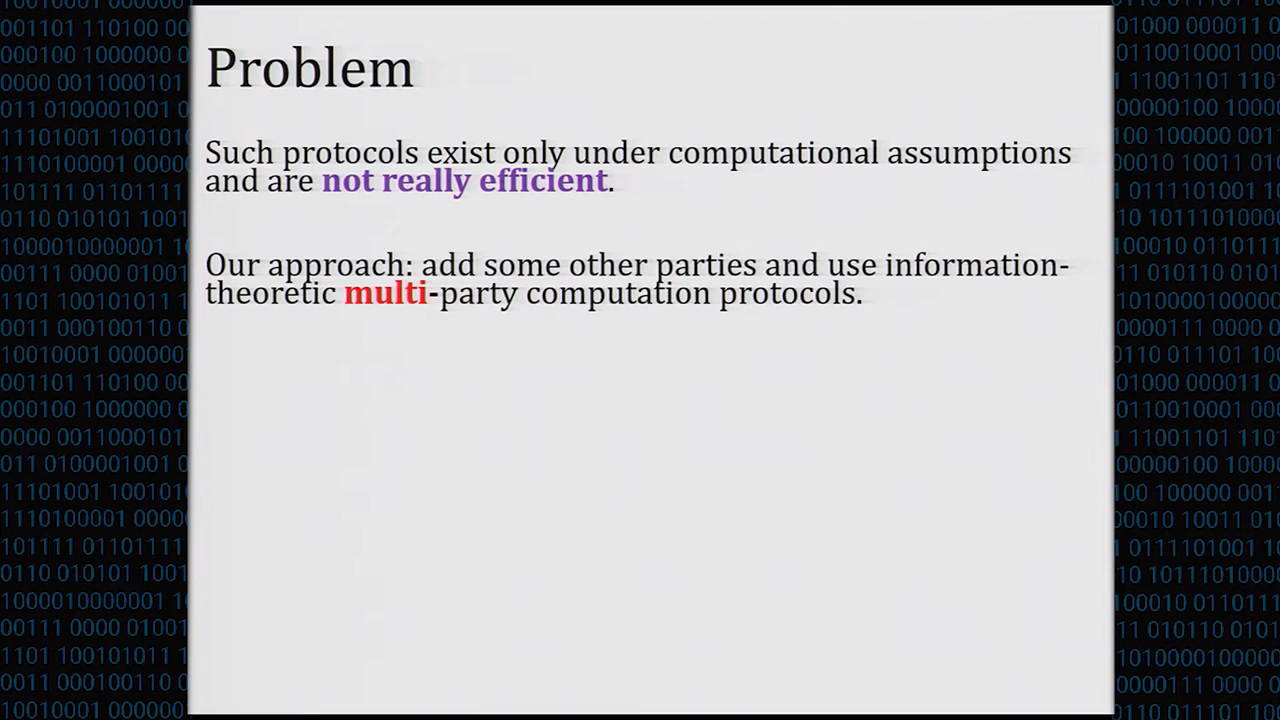 Problem
Such protocols exist only under computational assumptions
and are not really efficient.
Our approach: add some other parties and use information-
theoretic multi-party computation protocols.